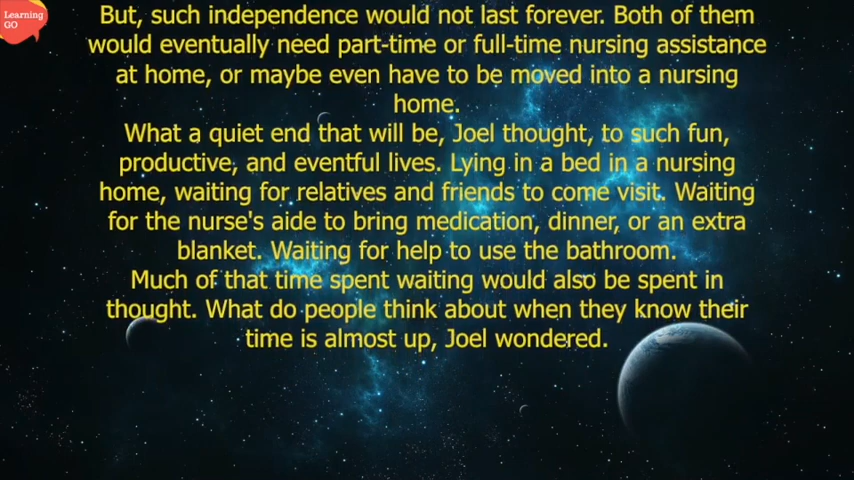 Learning
GO
But, such independence would not last forever. Both of them
would eventually need part-time or full-time nursing assistance
at home, or maybe even have to be moved into a nursing
home.
What a quiet end that will be, Joel thought, to such fun,
productive, and eventful lives. Lying in a bed in a nursing
home, waiting for relatives and friends to come visit. Waiting
for the nurse's aide to bring medication, dinner, or an extra
blanket. Waiting for help to use the bathroom.
Much of that time spent waiting would also be spent in
thought. What do people think about when they know their
time is almost up, Joel wondered.